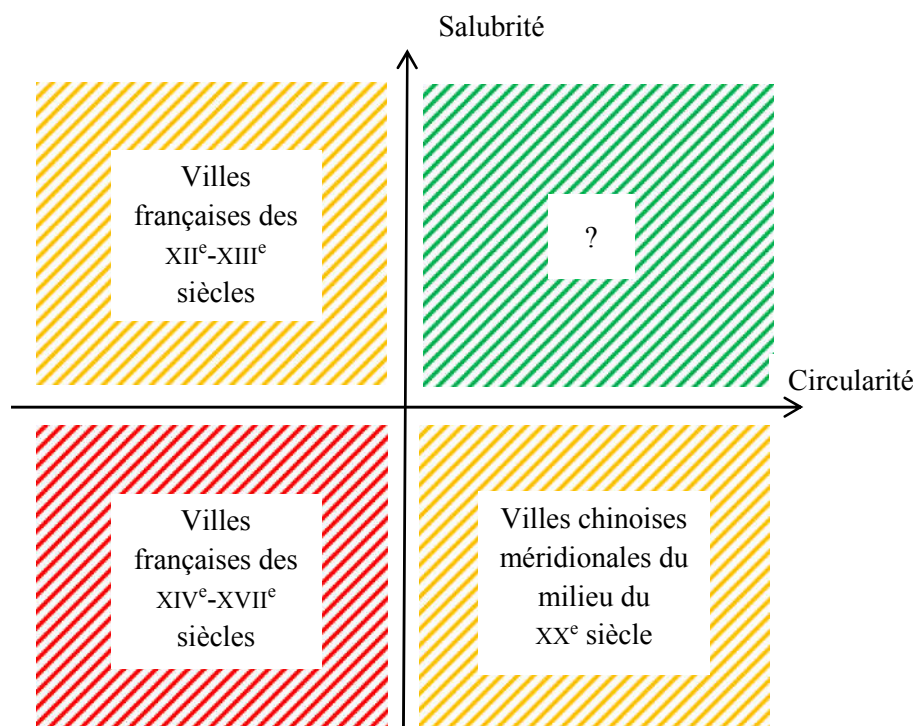 Salubrité
Villes
françaises des
XIIᵉ-XIIIᵉ
siècles
?
Circularité
Villes
françaises des
XIVᵉ-XVIIᵉ
siècles
Villes chinoises
méridionales du
milieu du
XXᵉ siècle